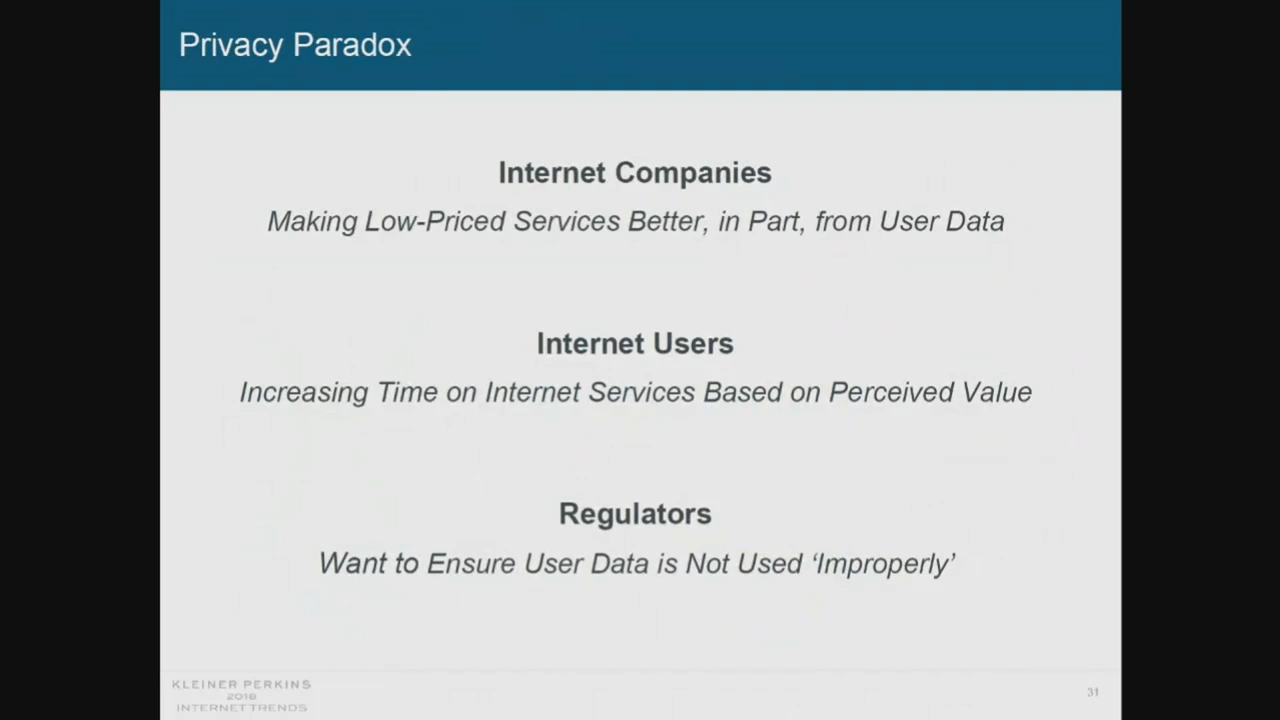 Privacy Paradox
Internet Companies
Making Low-Priced Services Better, in Part, from User Data
Internet Users
Increasing Time on Internet Services Based on Perceived Value
Regulators
Want to Ensure User Data is Not Used ‘Improperly’
KLEINER PERKINS
2018
INTERNET TRENDS
31